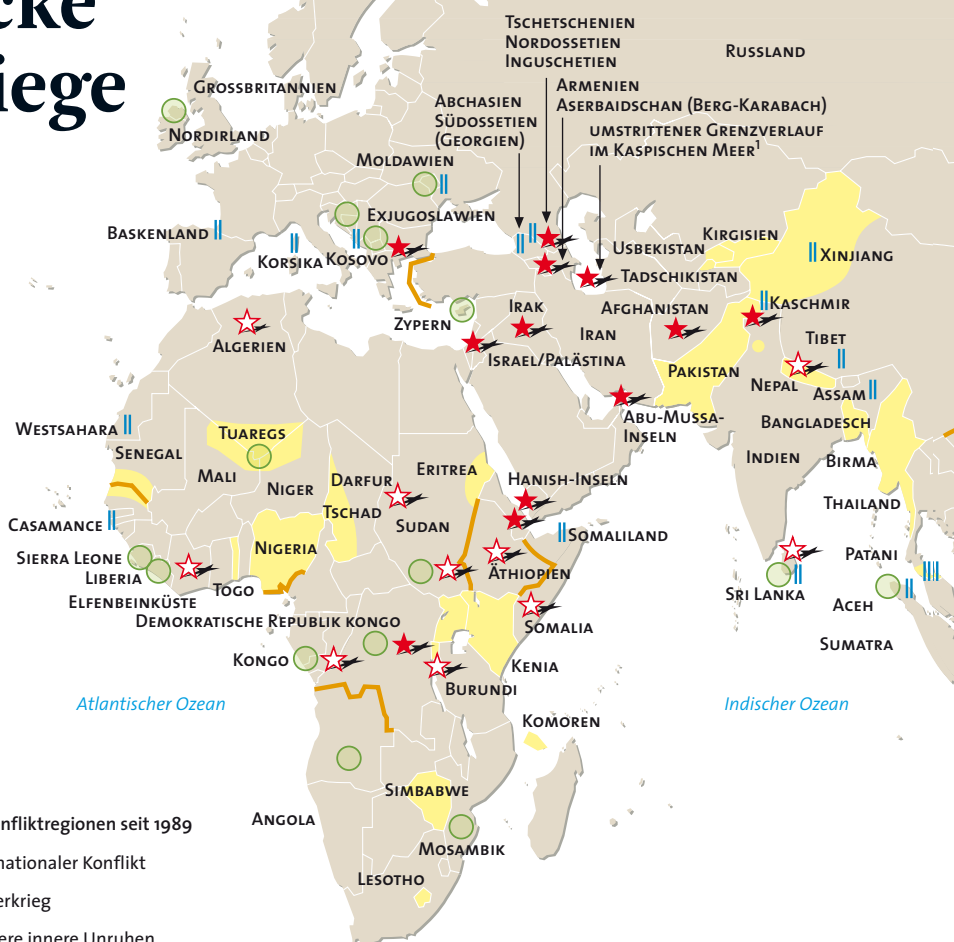 cke
iege
TSCHETSCHENIEN
NORDOSSETIEN
INGUSCHETIEN
RUSSLAND
GROSSBRITANNIEN
ARMENIEN
ASERBAIDSCHAN (BERG-KARABACH)
ABCHASIEN
SÜDOSSETIEN
(GEORGIEN)
UMSTRITTENER GRENZVERLAUF
IM KASPISCHEN MEER¹
NORDIRLAND
MOLDAWIEN
EXJUGOSLAWIEN
BASKENLAND
KORSIKA
KOSOVO
USBEKISTAN
KIRGISIEN
XINJIANG
TADSCHIKISTAN
ZYPERN
IRAK
AFGHANISTAN
KASCHMIR
ALGERIEN
IRAN
TIBET
ISRAEL/PALÄSTINA
PAKISTAN
NEPAL
ASSAM
ABU-MUSSA-
INSELN
BANGLADESCH
WESTSAHARA
TUAREGS
SENEGAL
INDIEN
BIRMA
MALI
NIGER
DARFUR
ERITREA
HANISH-INSELN
TSCHAD
SUDAN
THAILAND
CASAMANCE
SOMALILAND
NIGERIA
SIERRA LEONE
LIBERIA
ÄTHIOPIEN
PATANI
TOGO
SRI LANKA
ELFENBEINKÜSTE
ACEH
DEMOKRATISCHE REPUBLIK KONGO
SOMALIA
SUMATRA
KONGO
KENIA
BURUNDI
Atlantischer Ozean
Indischer Ozean
KOMOREN
SIMBABWE
ANGOLA
nfliktregionen seit 1989
MOSAMBIK
nationaler Konflikt
LESOTHO
erkrieg
ere innere Unruhen